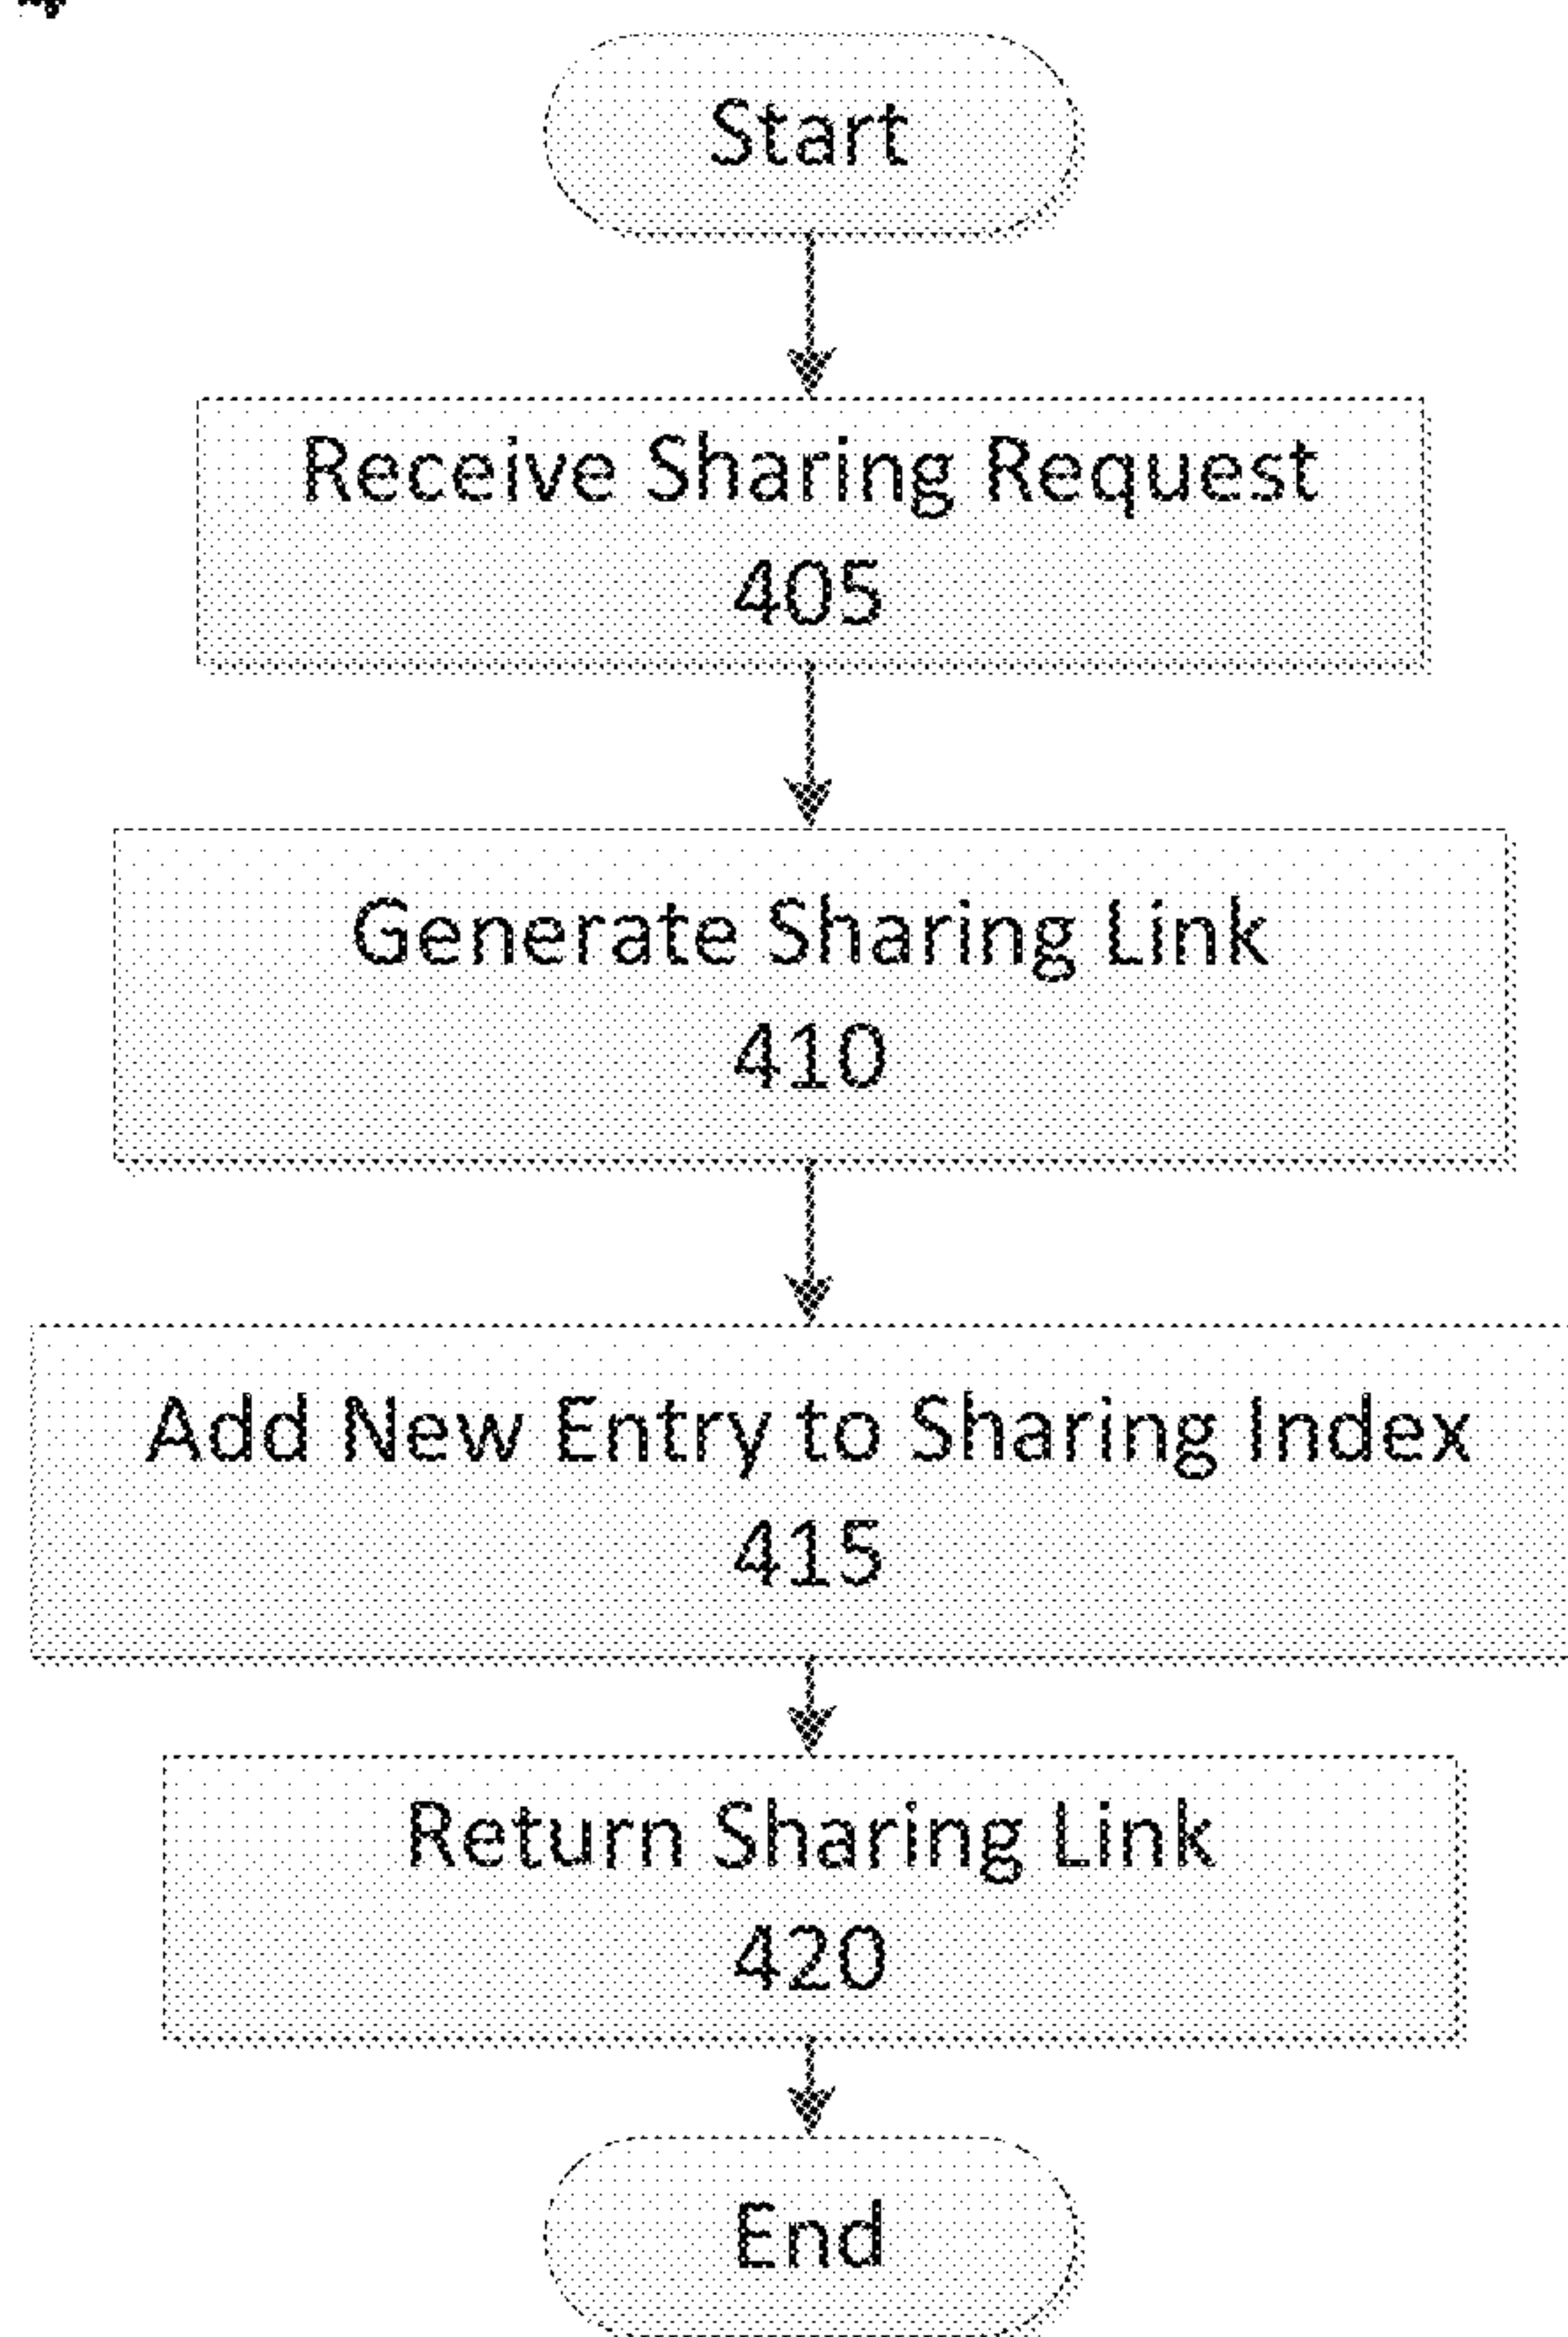 Start
Receive Sharing Request
405
Generate Sharing Link
410
Add New Entry to Sharing Index
415
Return Sharing Link
420
End